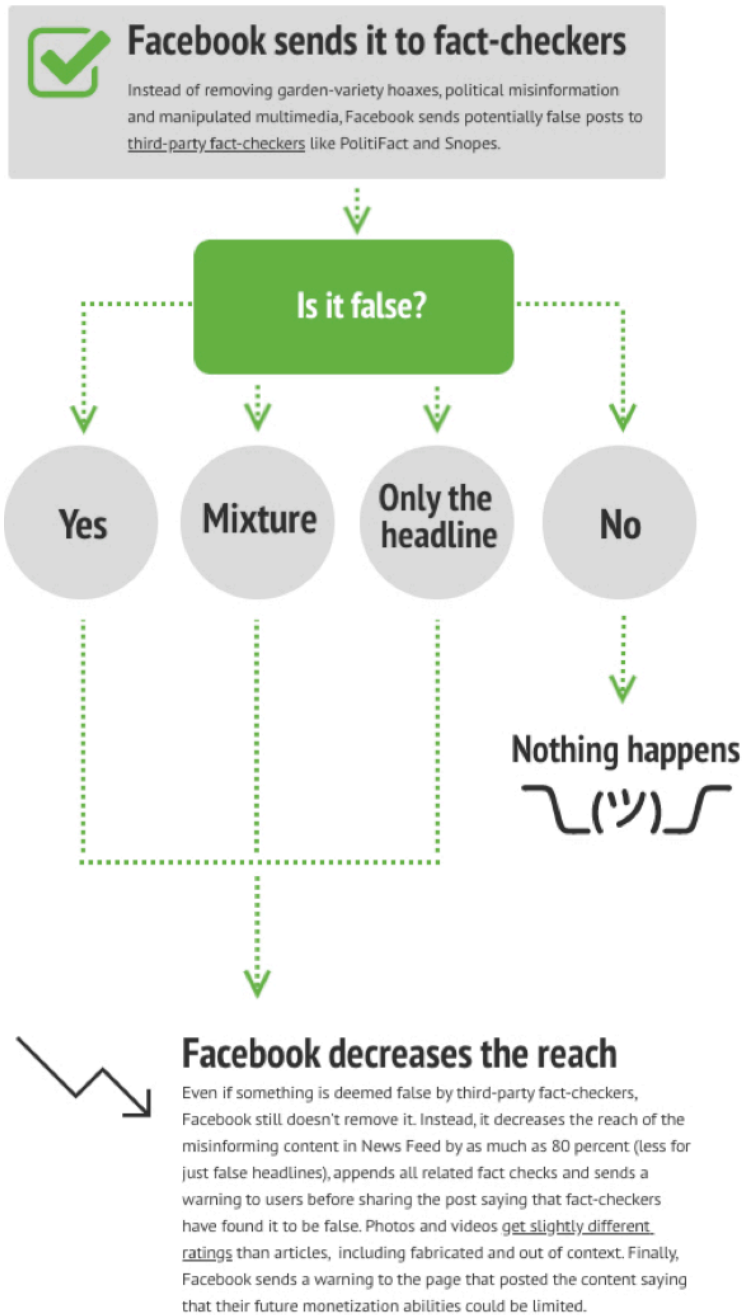 Facebook sends it to fact-checkers
Instead of removing garden-variety hoaxes, political misinformation
and manipulated multimedia, Facebook sends potentially false posts to
third-party fact-checkers like PolitiFact and Snopes.
Is it false?
Yes
Mixture
Only the
headline
No
Nothing happens
¯\_(ツ)_/¯
Facebook decreases the reach
Even if something is deemed false by third-party fact-checkers,
Facebook still doesn't remove it. Instead, it decreases the reach of the
misinforming content in News Feed by as much as 80 percent (less for
just false headlines), appends all related fact checks and sends a
warning to users before sharing the post saying that fact-checkers
have found it to be false. Photos and videos get slightly different
ratings than articles, including fabricated and out of context. Finally,
Facebook sends a warning to the page that posted the content saying
that their future monetization abilities could be limited.